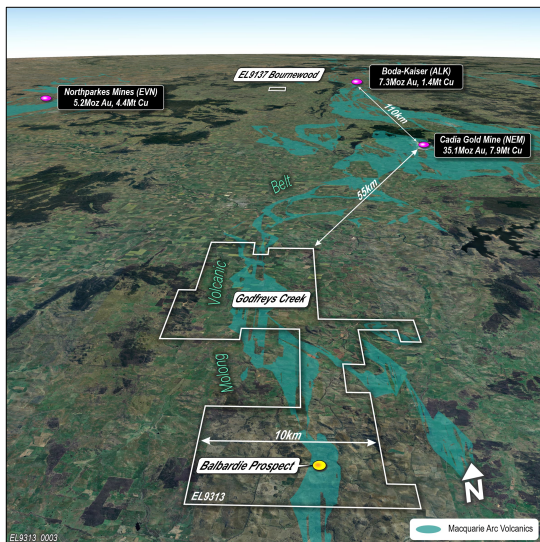 EL9137 Bournewood
Boda-Kaiser (ALK)
7.3Moz Au, 1.4Mt Cu
Northparkes Mines (EVN)
5.2Moz Au, 4.4Mt Cu
110km
Cadia Gold Mine (NEM)
35.1Moz Au, 7.9Mt Cu
Belt
55km
Volcanic
Godfreys Creek
Molong
10km
Balbardie Prospect
EL9313
N
EL9313_0003
Macquarie Arc Volcanics